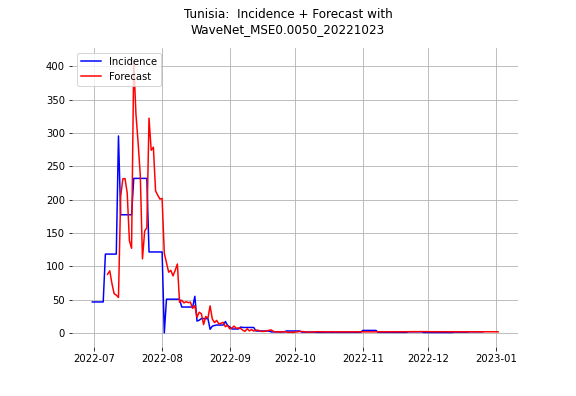 Tunisia:  Incidence + Forecast with
WaveNet_MSE0.0050_20221023
Incidence
Forecast
400
350
300
250
200
150
100
50
0
2022-07 2022-08 2022-09 2022-10 2022-11 2022-12 2023-01